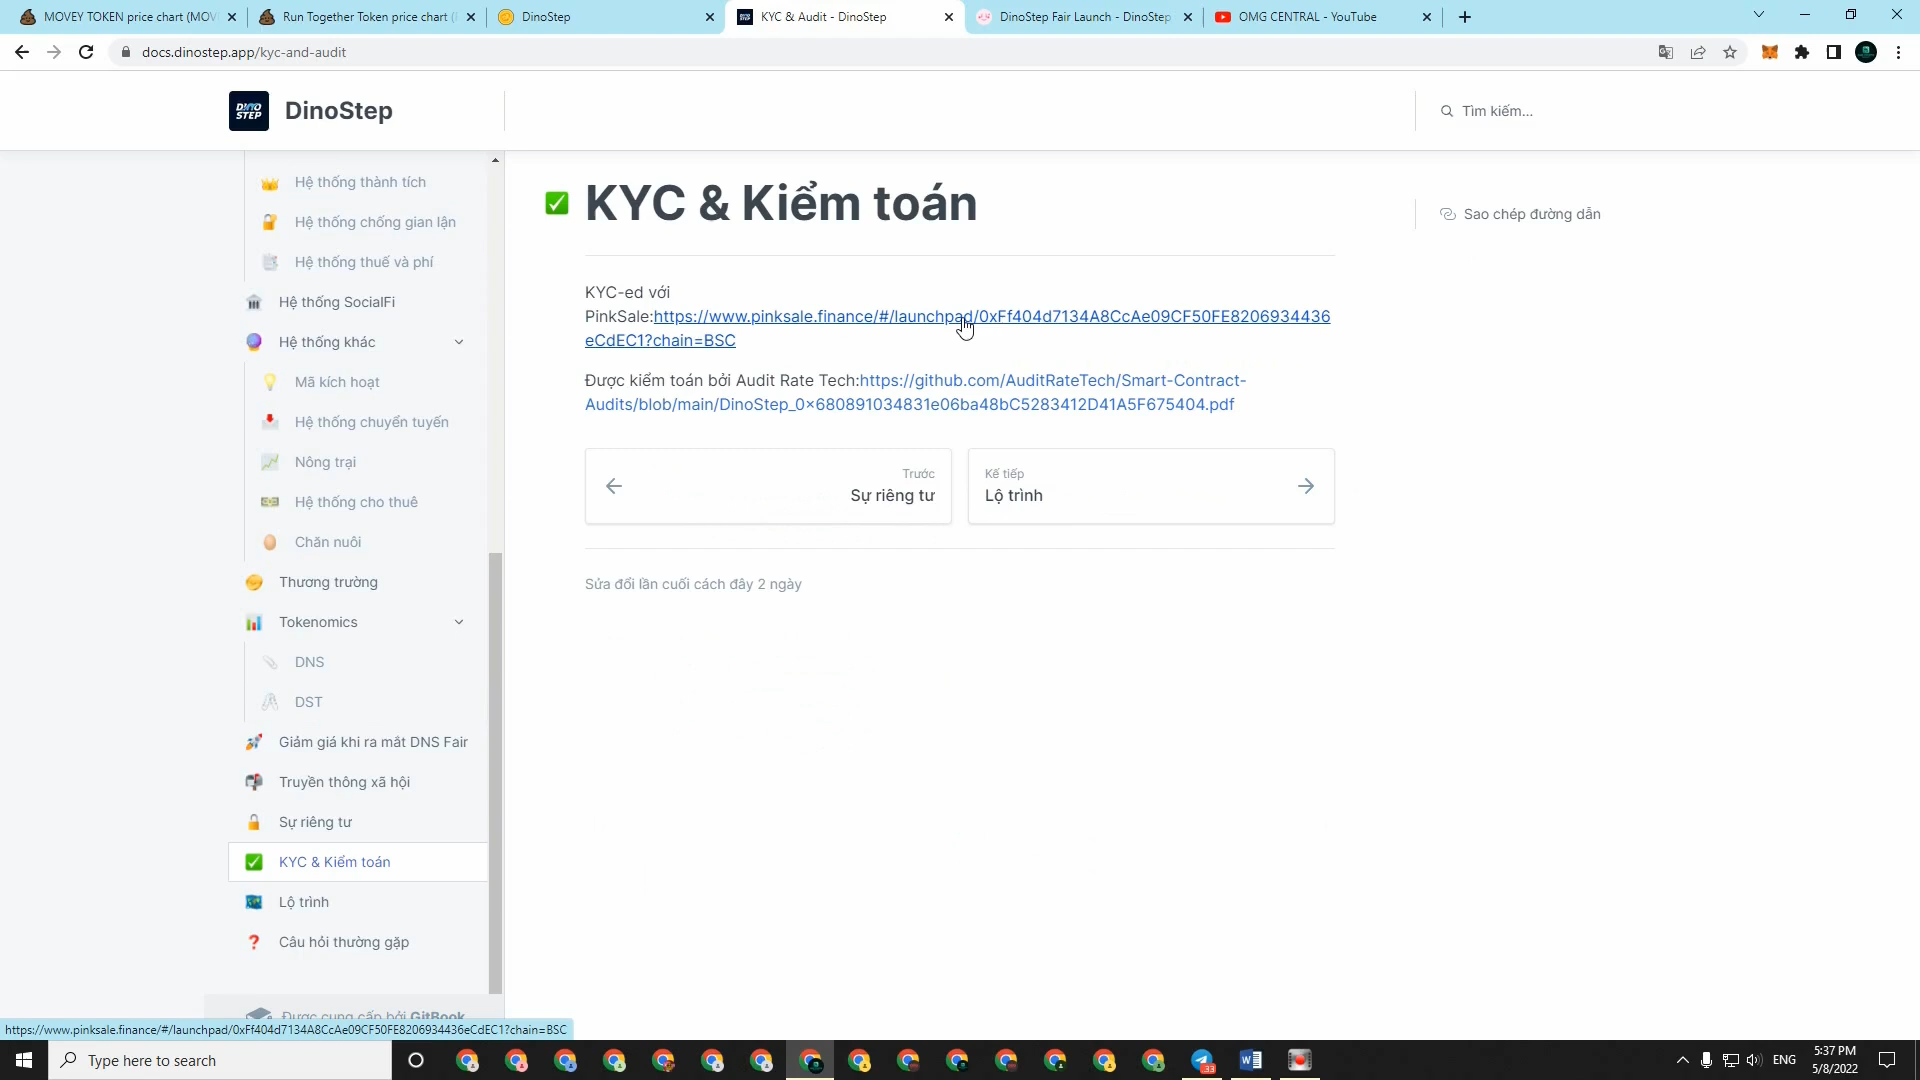 MOVEY TOKEN price chart (MOV
Run Together Token price chart (
DinoStep
KYC & Audit - DinoStep
DinoStep Fair Launch - DinoStep
OMG CENTRAL - YouTube
docs.dinostep.app/kyc-and-audit
DINO
STEP
DinoStep
Tìm kiếm...
Hệ thống thành tích
Hệ thống chống gian lận
Hệ thống thuế và phí
Hệ thống SocialFi
Hệ thống khác
Mã kích hoạt
Hệ thống chuyển tuyến
Nông trại
Hệ thống cho thuê
Chăn nuôi
Thương trường
Tokenomics
DNS
DST
Giảm giá khi ra mắt DNS Fair
Truyền thông xã hội
Sự riêng tư
KYC & Kiểm toán
Lộ trình
Câu hỏi thường gặp
Được cung cấp bởi GitBook
KYC & Kiểm toán
KYC-ed với
PinkSale:https://www.pinksale.finance/#/launchpad/0xFf404d7134A8CcAe09CF50FE8206934436
eCdEC1?chain=BSC
Được kiểm toán bởi Audit Rate Tech:https://github.com/AuditRateTech/Smart-Contract-
Audits/blob/main/DinoStep_0x680891034831e06ba48bC5283412D41A5F675404.pdf
Trước
Sự riêng tư
Kế tiếp
Lộ trình
Sửa đổi lần cuối cách đây 2 ngày
Sao chép đường dẫn
https://www.pinksale.finance/#/launchpad/0xFf404d7134A8CcAe09CF50FE8206934436eCdEC1?chain=BSC
Type here to search
33
ENG
5:37 PM
5/8/2022